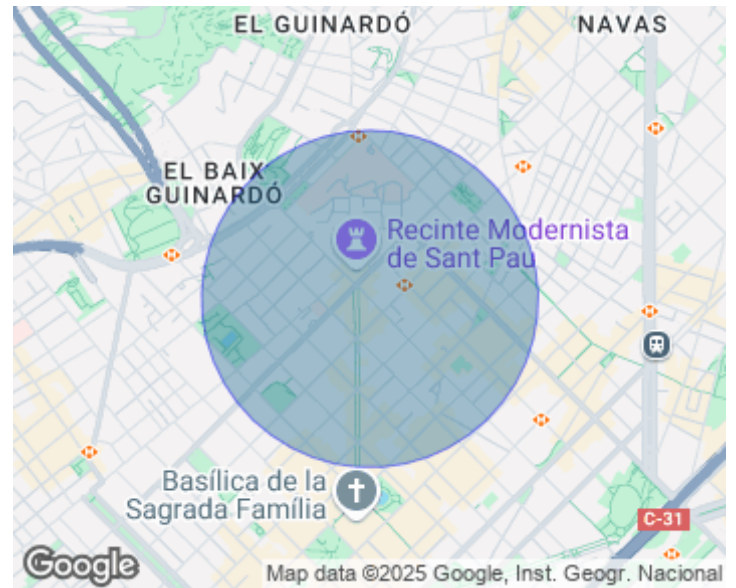 EL GUINARDÓ
NAVAS
EL BAIX
GUINARDÓ
Recinte Modernista
de Sant Pau
Basílica de la
Sagrada Família
C-31
Google
Map data ©2025 Google, Inst. Geogr. Nacional